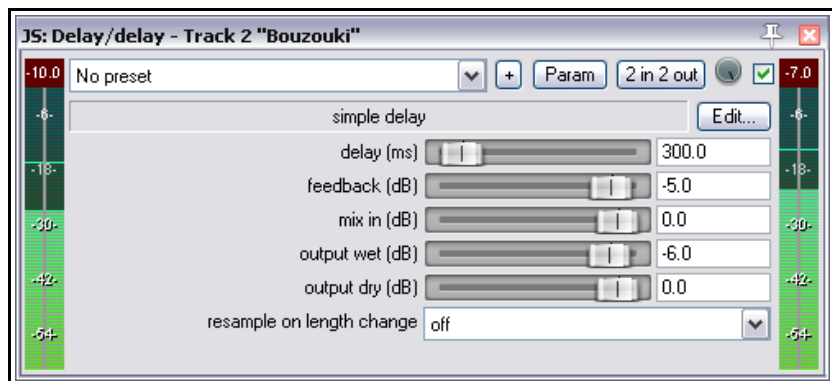 JS: Delay/delay - Track 2 "Bouzouki"
-10.0 No preset + Param 2 in 2 out -7.0
simple delay Edit...
delay (ms) 300.0
feedback (dB) -5.0
mix in (dB) 0.0
output wet (dB) -6.0
output dry (dB) 0.0
resample on length change off
-6-
-18-
-30-
-42-
-54-
-6-
-18-
-30-
-42-
-54-